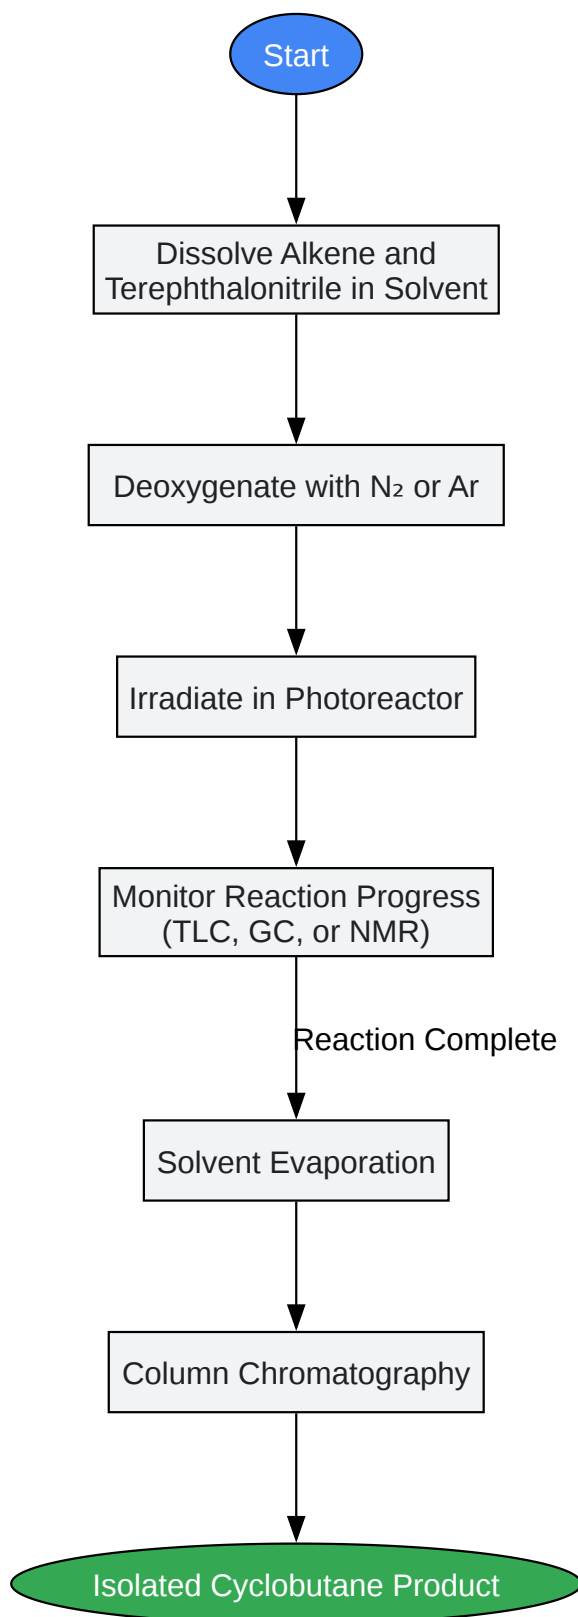 Start
Dissolve Alkene and
Terephthalonitrile in Solvent
Deoxygenate with N₂ or Ar
Irradiate in Photoreactor
Monitor Reaction Progress
(TLC, GC, or NMR)
Reaction Complete
Solvent Evaporation
Column Chromatography
Isolated Cyclobutane Product